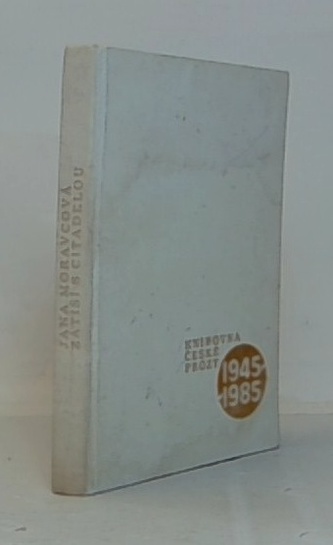 JANA MORAVCOVÁ
ZÁTIŠÍ S CITADELOU
KNIHOVNA
ČESKÉ
PRÓZY
1945-
-1985